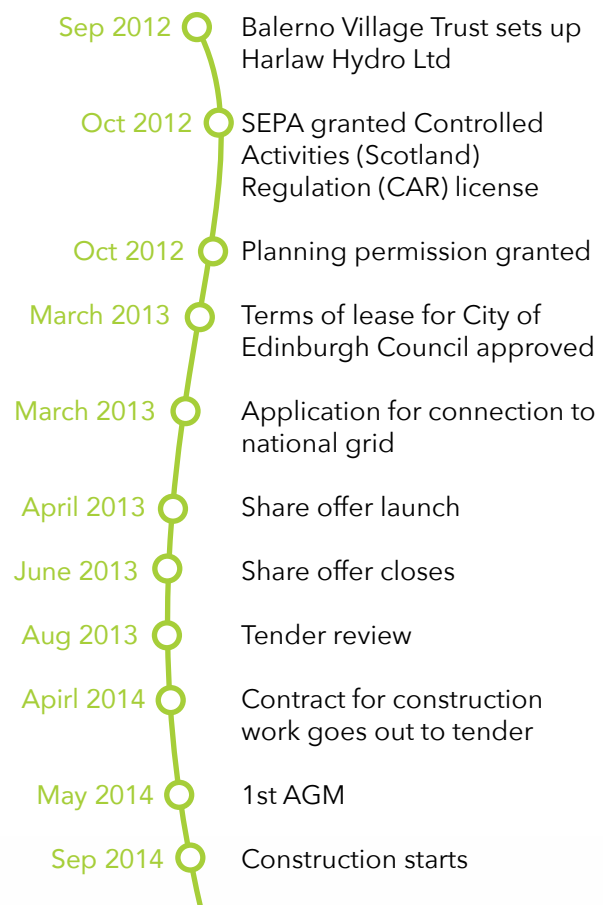 Sep 2012
Balerno Village Trust sets up
Harlaw Hydro Ltd
Oct 2012
SEPA granted Controlled
Activities (Scotland)
Regulation (CAR) license
Oct 2012
Planning permission granted
March 2013
Terms of lease for City of
Edinburgh Council approved
March 2013
Application for connection to
national grid
April 2013
Share offer launch
June 2013
Share offer closes
Aug 2013
Tender review
Apirl 2014
Contract for construction
work goes out to tender
May 2014
1st AGM
Sep 2014
Construction starts